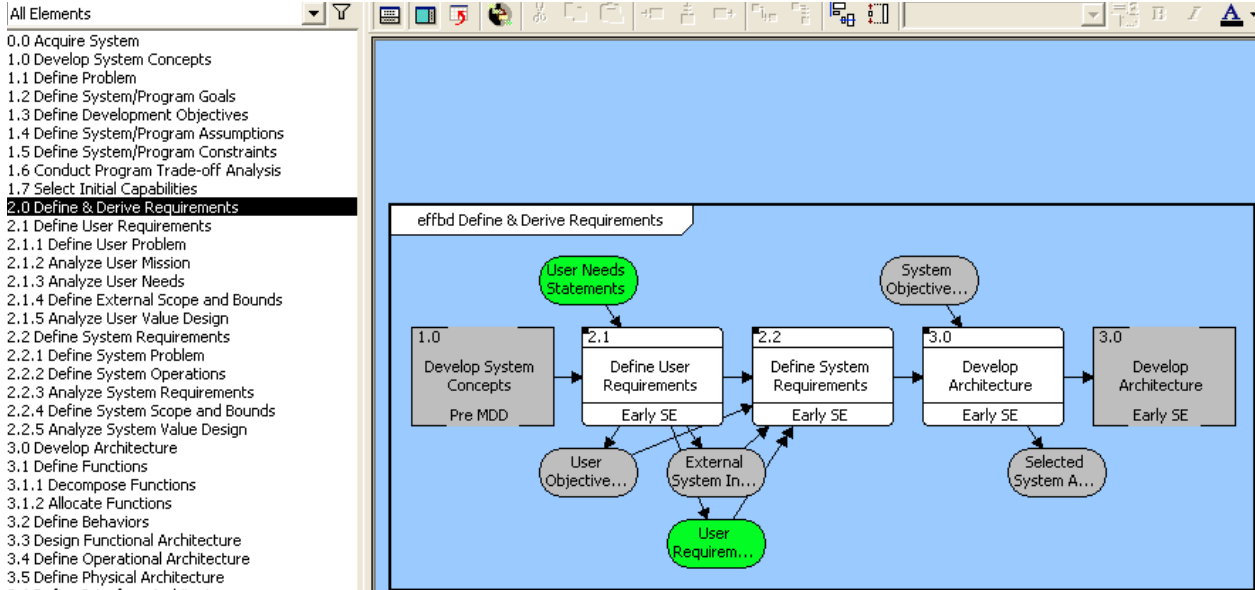 All Elements
0.0 Acquire System
1.0 Develop System Concepts
1.1 Define Problem
1.2 Define System/Program Goals
1.3 Define Development Objectives
1.4 Define System/Program Assumptions
1.5 Define System/Program Constraints
1.6 Conduct Program Trade-off Analysis
1.7 Select Initial Capabilities
2.0 Define & Derive Requirements
2.1 Define User Requirements
2.1.1 Define User Problem
2.1.2 Analyze User Mission
2.1.3 Analyze User Needs
2.1.4 Define External Scope and Bounds
2.1.5 Analyze User Value Design
2.2 Define System Requirements
2.2.1 Define System Problem
2.2.2 Define System Operations
2.2.3 Analyze System Requirements
2.2.4 Define System Scope and Bounds
2.2.5 Analyze System Value Design
3.0 Develop Architecture
3.1 Define Functions
3.1.1 Decompose Functions
3.1.2 Allocate Functions
3.2 Define Behaviors
3.3 Design Functional Architecture
3.4 Define Operational Architecture
3.5 Define Physical Architecture
B I A
effbd Define & Derive Requirements
User Needs
Statements
System
Objective...
1.0
Develop System
Concepts
Pre MDD
2.1
Define User
Requirements
Early SE
2.2
Define System
Requirements
Early SE
3.0
Develop
Architecture
Early SE
3.0
Develop
Architecture
Early SE
User
Objective...
External
System In...
Selected
System A...
User
Requirem...